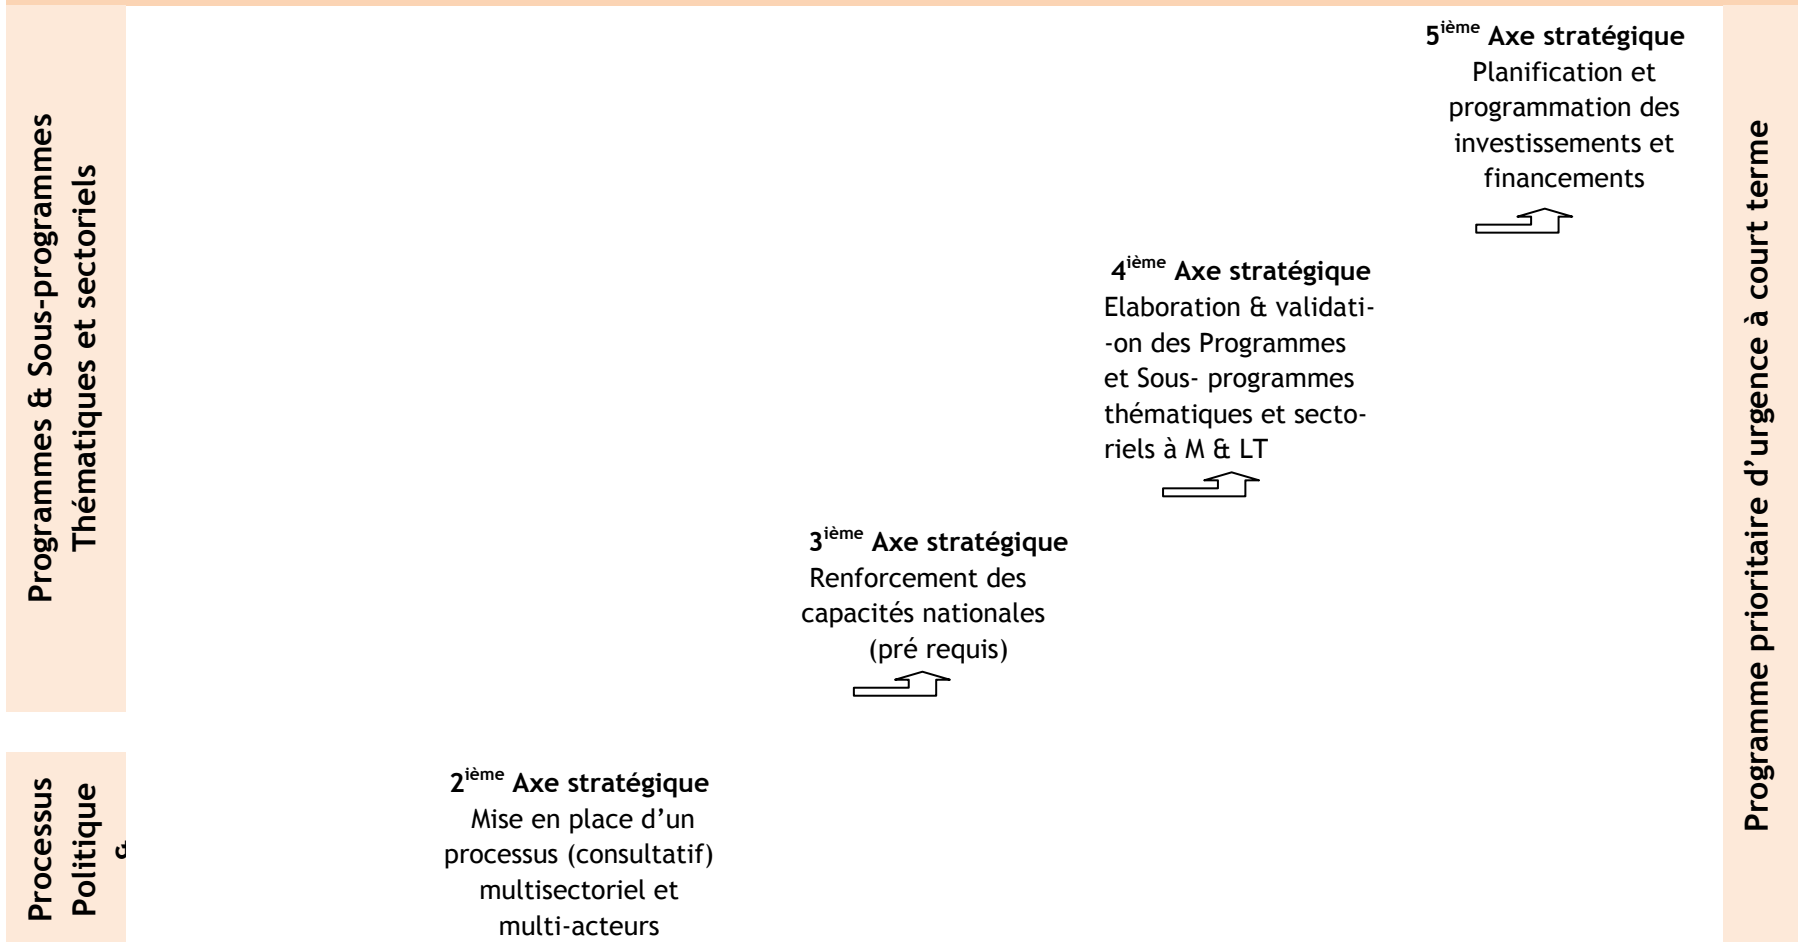 Programmes & Sous-programmes
Thématiques et sectoriels
5ième Axe stratégique
Planification et
programmation des
investissements et
financements
4ième Axe stratégique
Elaboration & validati-
-on des Programmes
et Sous- programmes
thématiques et secto-
riels à M & LT
3ième Axe stratégique
Renforcement des
capacités nationales
(pré requis)
Processus
Politique
2ième Axe stratégique
Mise en place d’un
processus (consultatif)
multisectoriel et
multi-acteurs
Programme prioritaire d’urgence à court terme